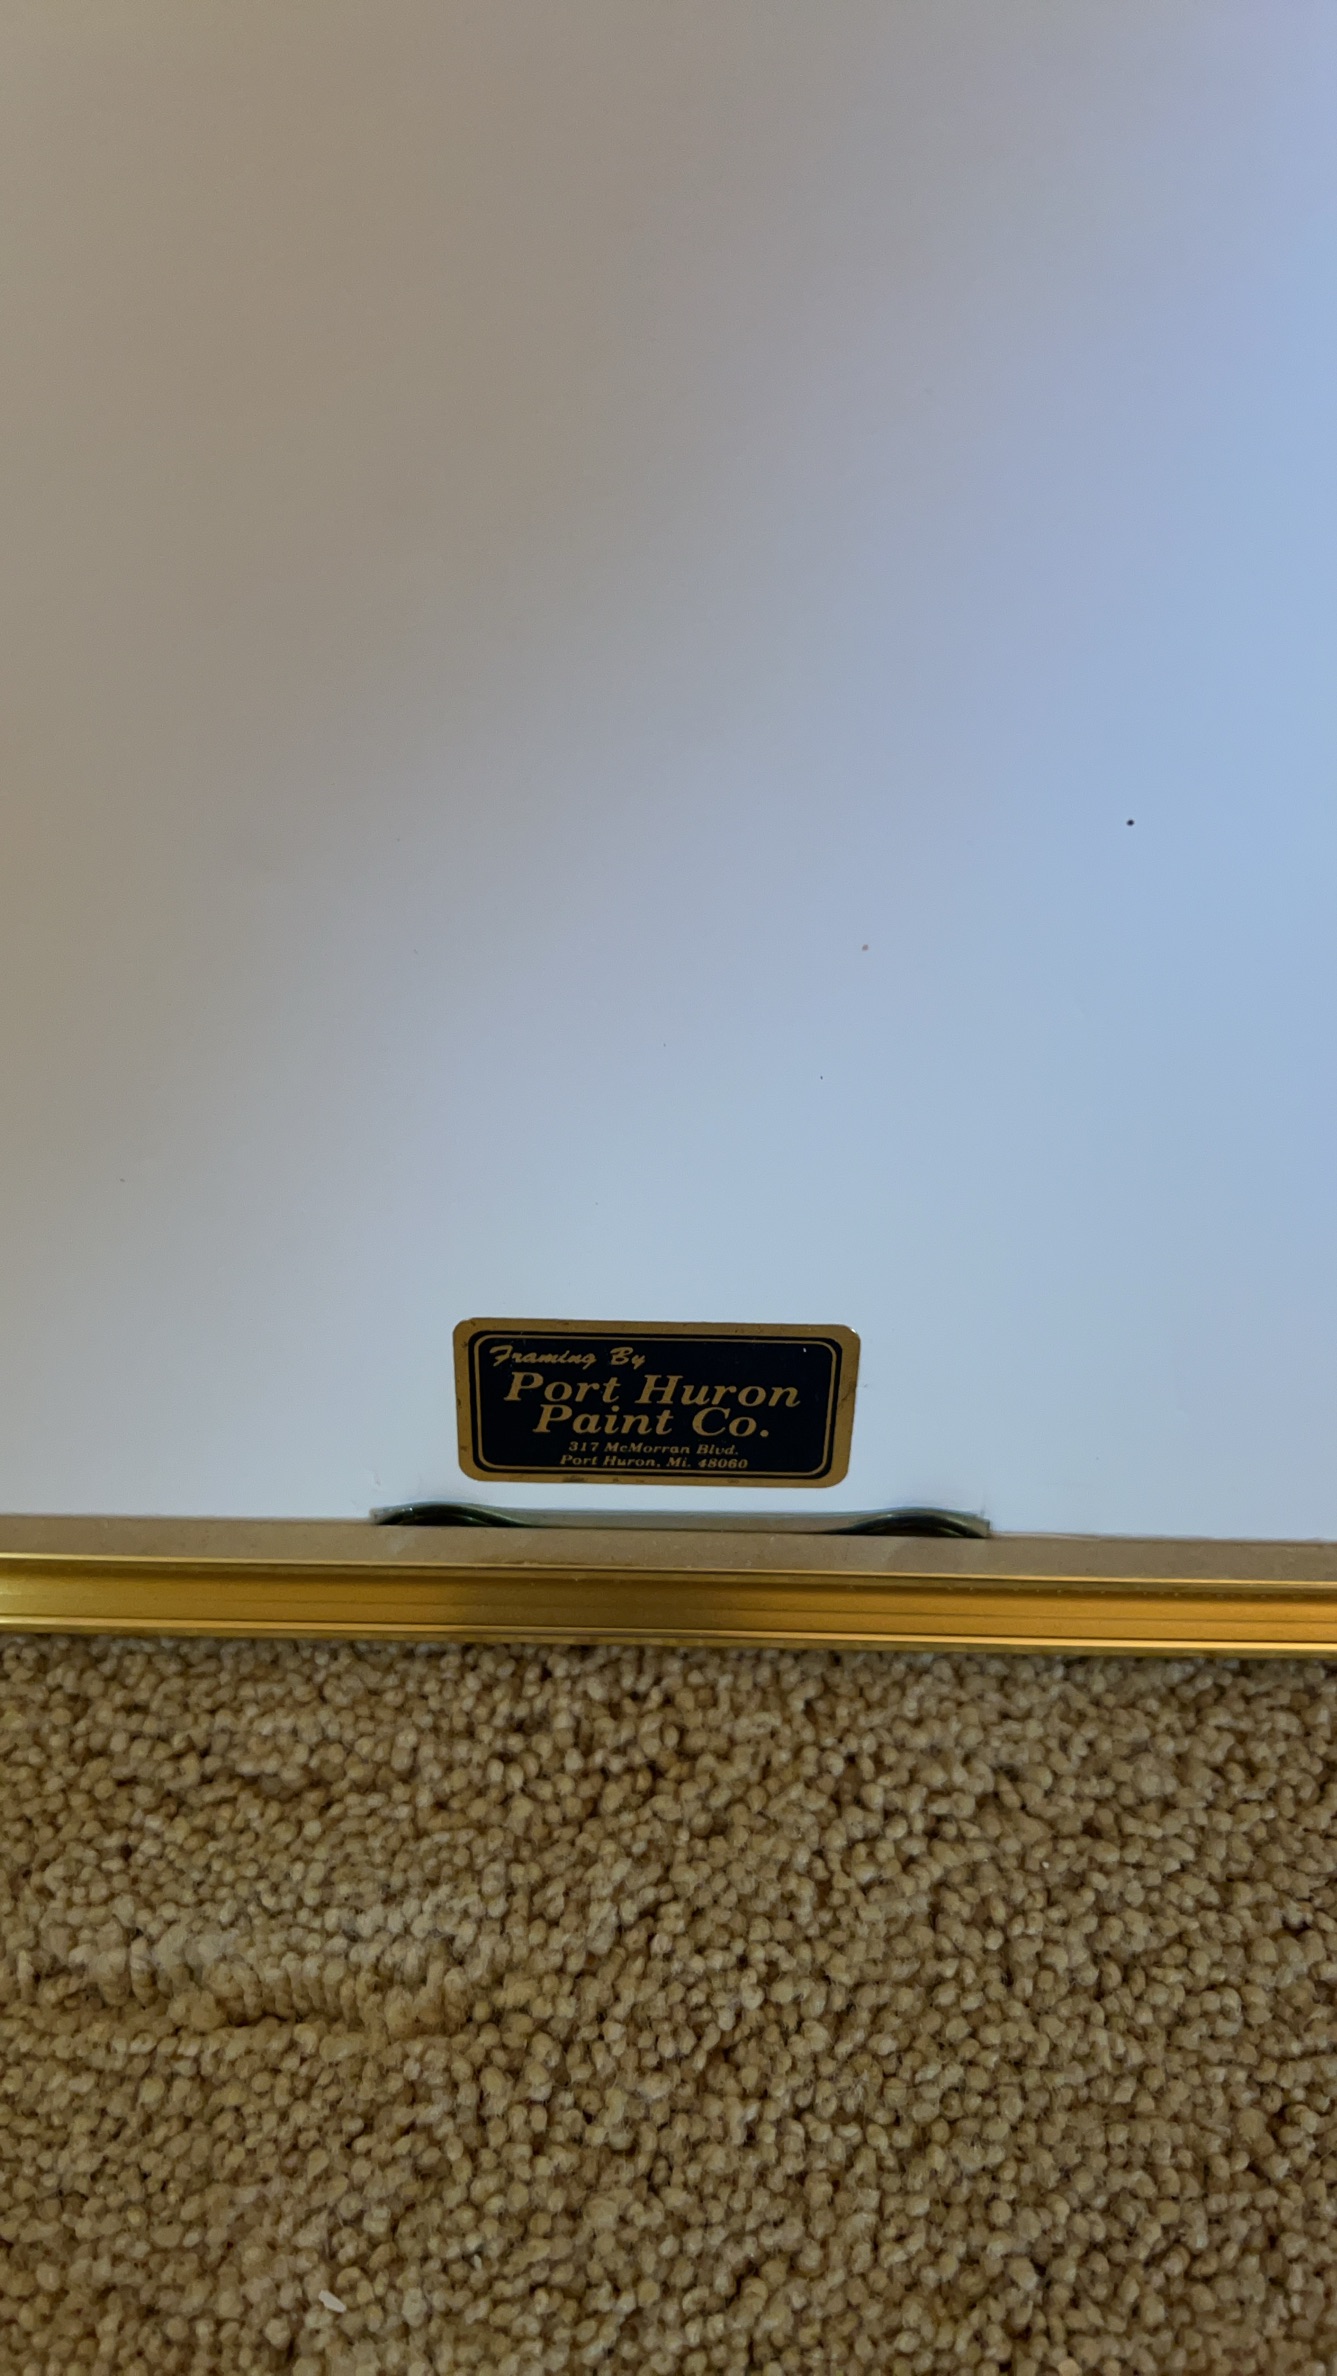 Framing By
Port Huron
Paint Co.
317 McMorran Blvd.
Port Huron, Mi. 48060